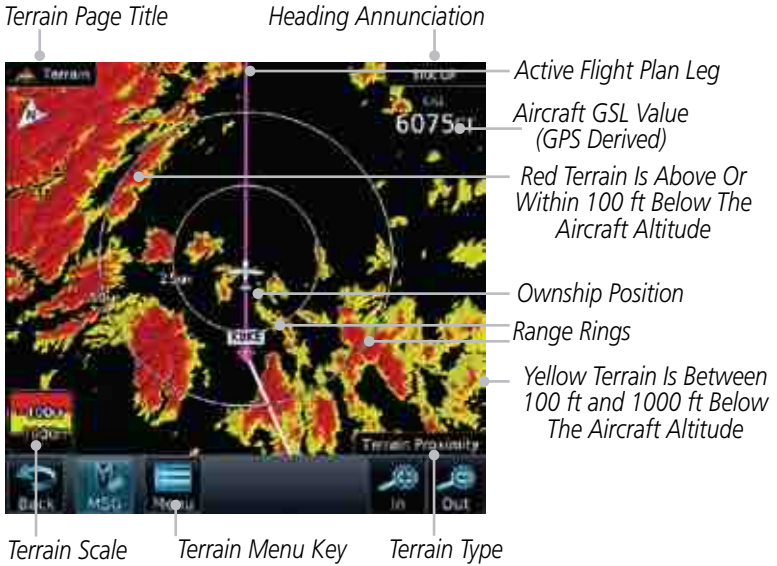 Terrain Page Title
Heading Annunciation
Terrain
Active Flight Plan Leg
GSL
6075
Aircraft GSL Value
(GPS Derived)
Red Terrain Is Above Or
Within 100 ft Below The
Aircraft Altitude
Ownship Position
Range Rings
Yellow Terrain Is Between
100 ft and 1000 ft Below
The Aircraft Altitude
Terrain Proximity
Back
MSG
Menu
In
Out
Terrain Scale
Terrain Menu Key
Terrain Type